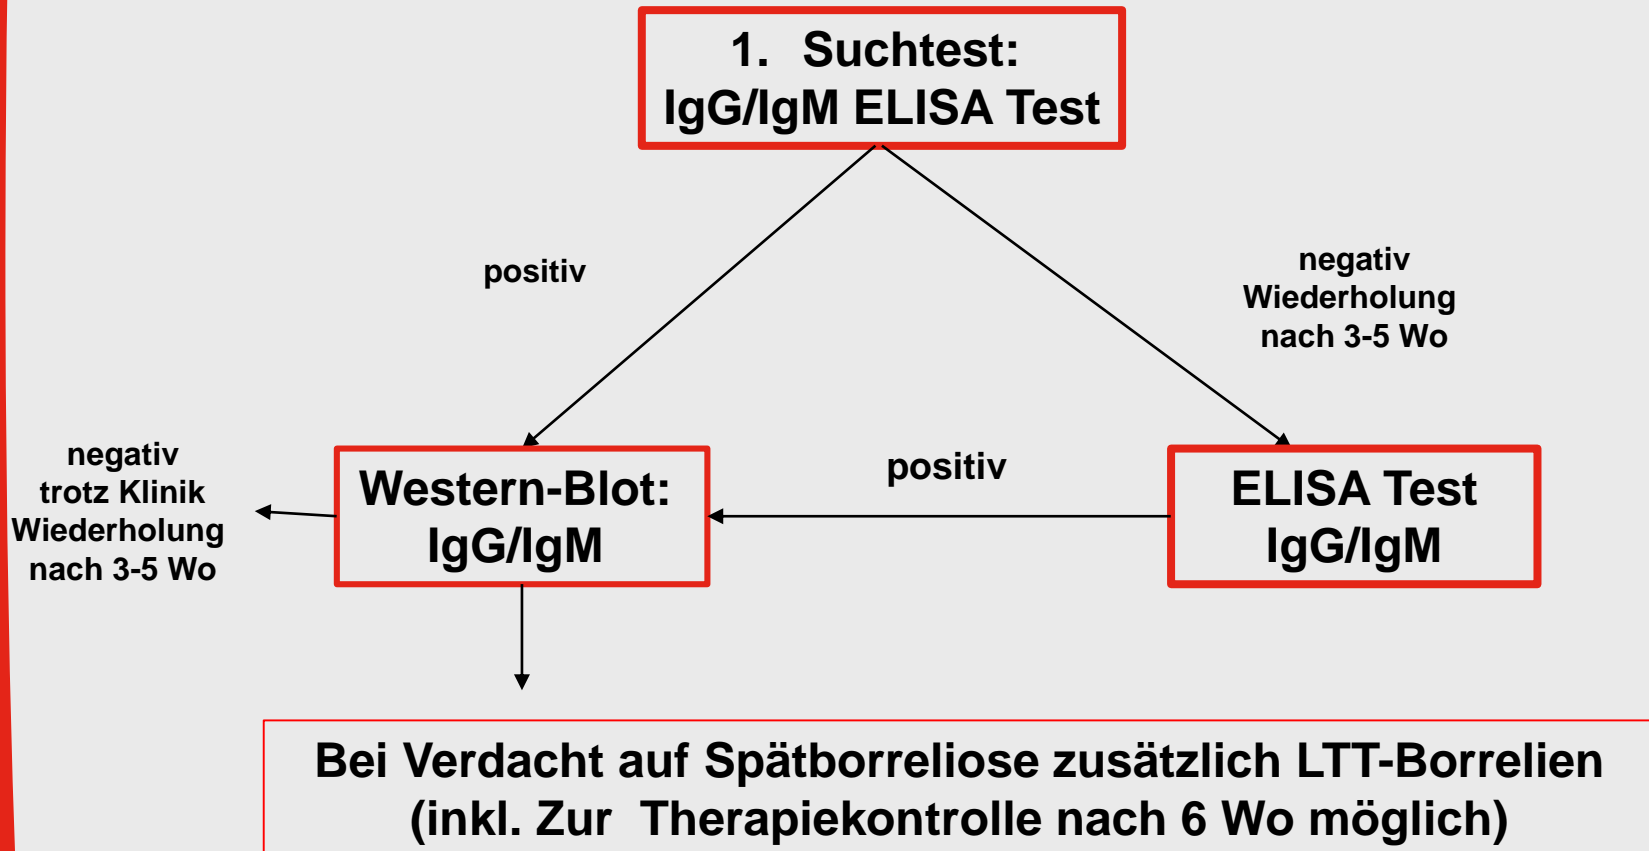 1. Suchtest:
IgG/IgM ELISA Test
positiv
negativ
Wiederholung
nach 3-5 Wo
negativ
trotz Klinik
Wiederholung
nach 3-5 Wo
Western-Blot:
IgG/IgM
positiv
ELISA Test
IgG/IgM
Bei Verdacht auf Spätborreliose zusätzlich LTT-Borrelien
(inkl. Zur Therapiekontrolle nach 6 Wo möglich)